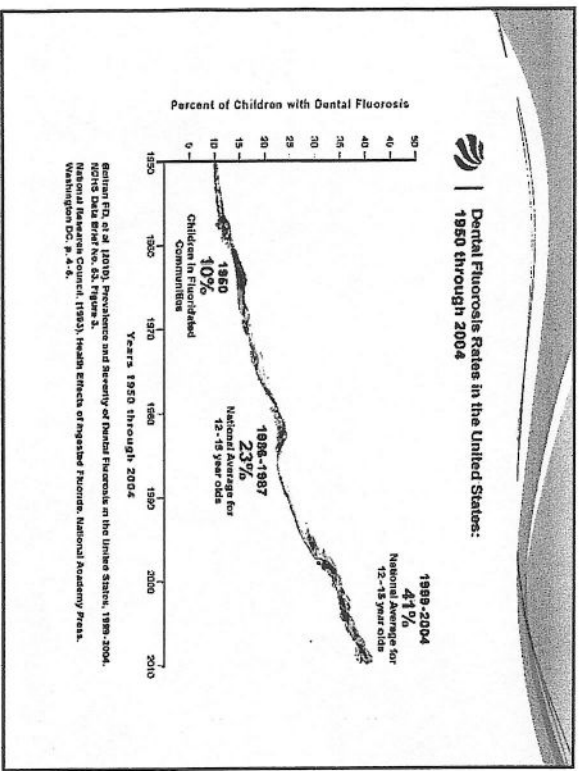 Dental Fluorosis Rates in the United States:
1950 through 2004
Percent of Children with Dental Fluorosis
50
45
40
35
30
25
20
15
10
5
0
1999-2004
41%
National Average for
12-15 year olds
1986-1987
23%
National Average for
12-15 year olds
1950
10%
Children in Fluoridated
Communities
1950 1960 1970 1980 1990 2000 2010
Years 1950 through 2004
Beltran FD, et al (2010). Prevalence and Severity of Dental Fluorosis in the United States, 1999-2004.
NCHS Data Brief No. 53. Figure 3.
National Research Council. (1993). Health Effects of Ingested Fluoride. National Academy Press.
Washington DC. p. 4-6.